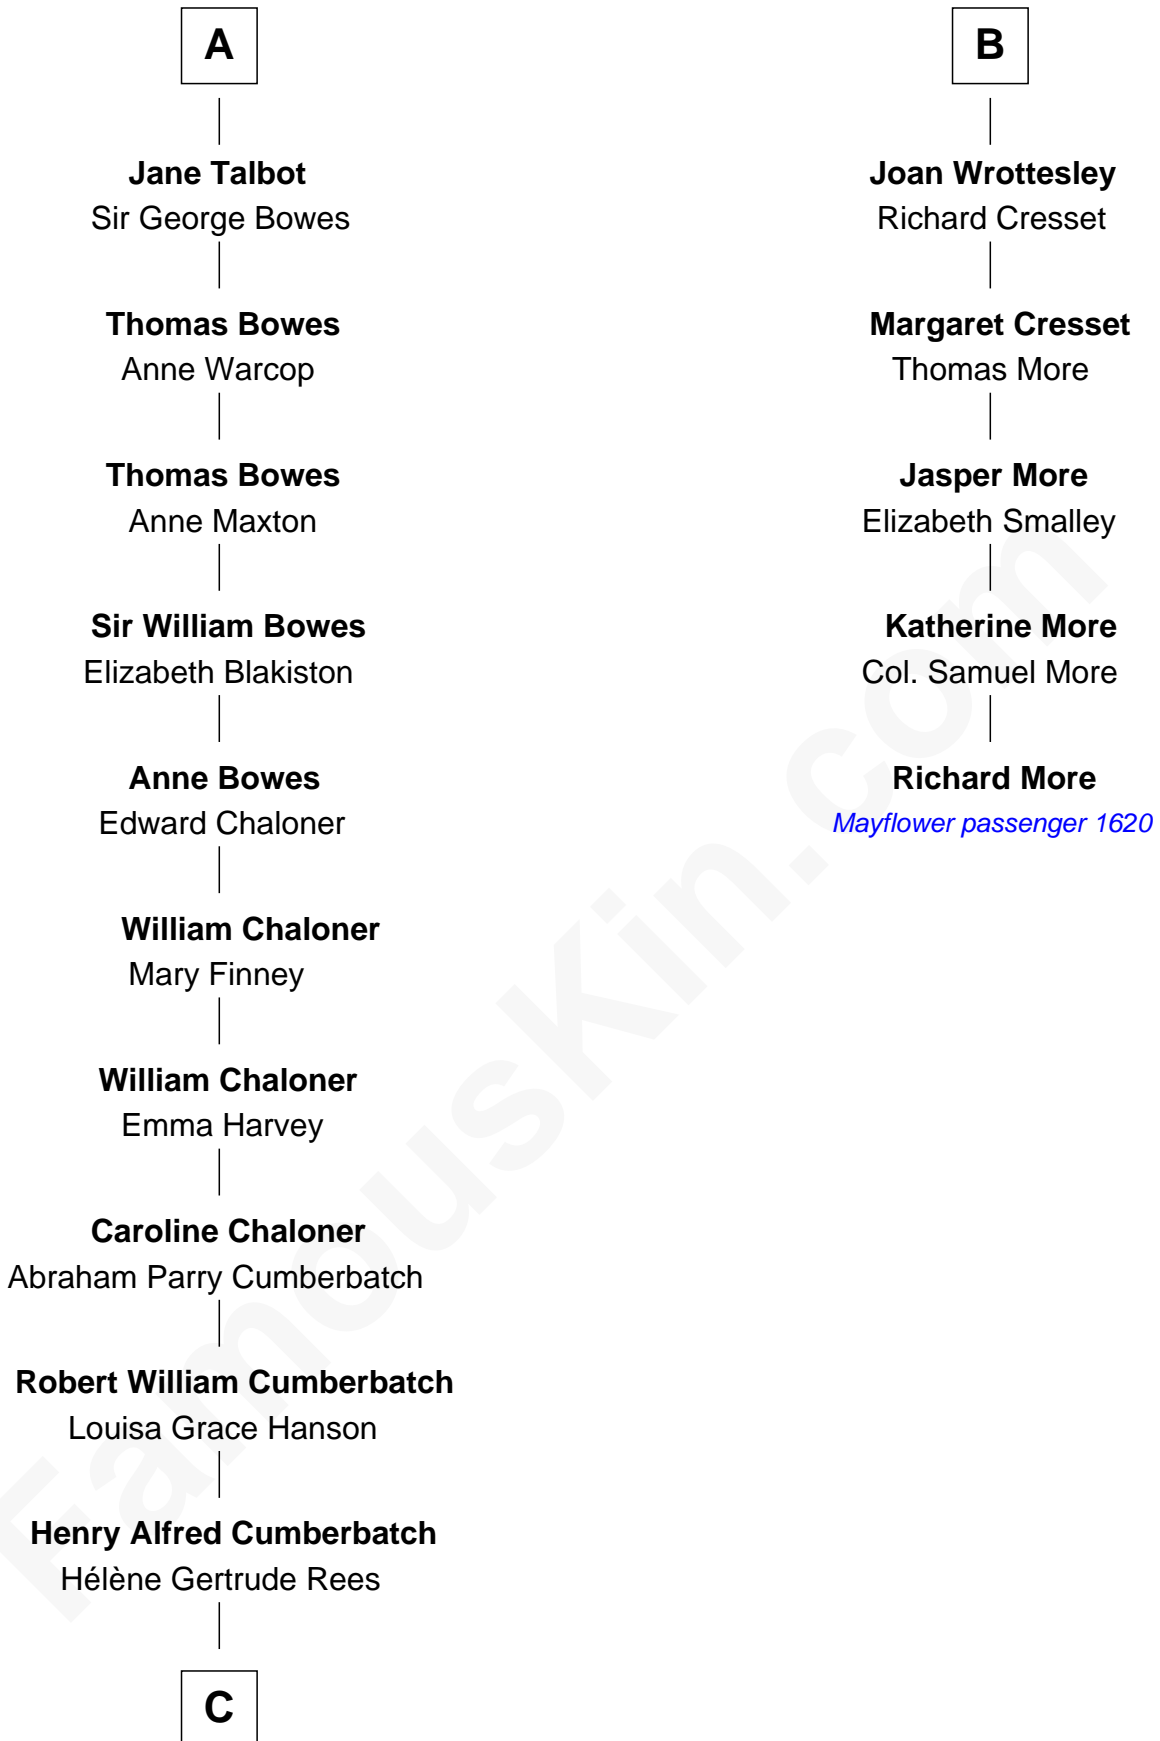 A
Jane Talbot
Sir George Bowes
Thomas Bowes
Anne Warcop
Thomas Bowes
Anne Maxton
Sir William Bowes
Elizabeth Blakiston
Anne Bowes
Edward Chaloner
William Chaloner
Mary Finney
William Chaloner
Emma Harvey
Caroline Chaloner
Abraham Parry Cumberbatch
Robert William Cumberbatch
Louisa Grace Hanson
Henry Alfred Cumberbatch
Hélène Gertrude Rees
C
B
Joan Wrottesley
Richard Cresset
Margaret Cresset
Thomas More
Jasper More
Elizabeth Smalley
Katherine More
Col. Samuel More
Richard More
Mayflower passenger 1620
FamousKin.com